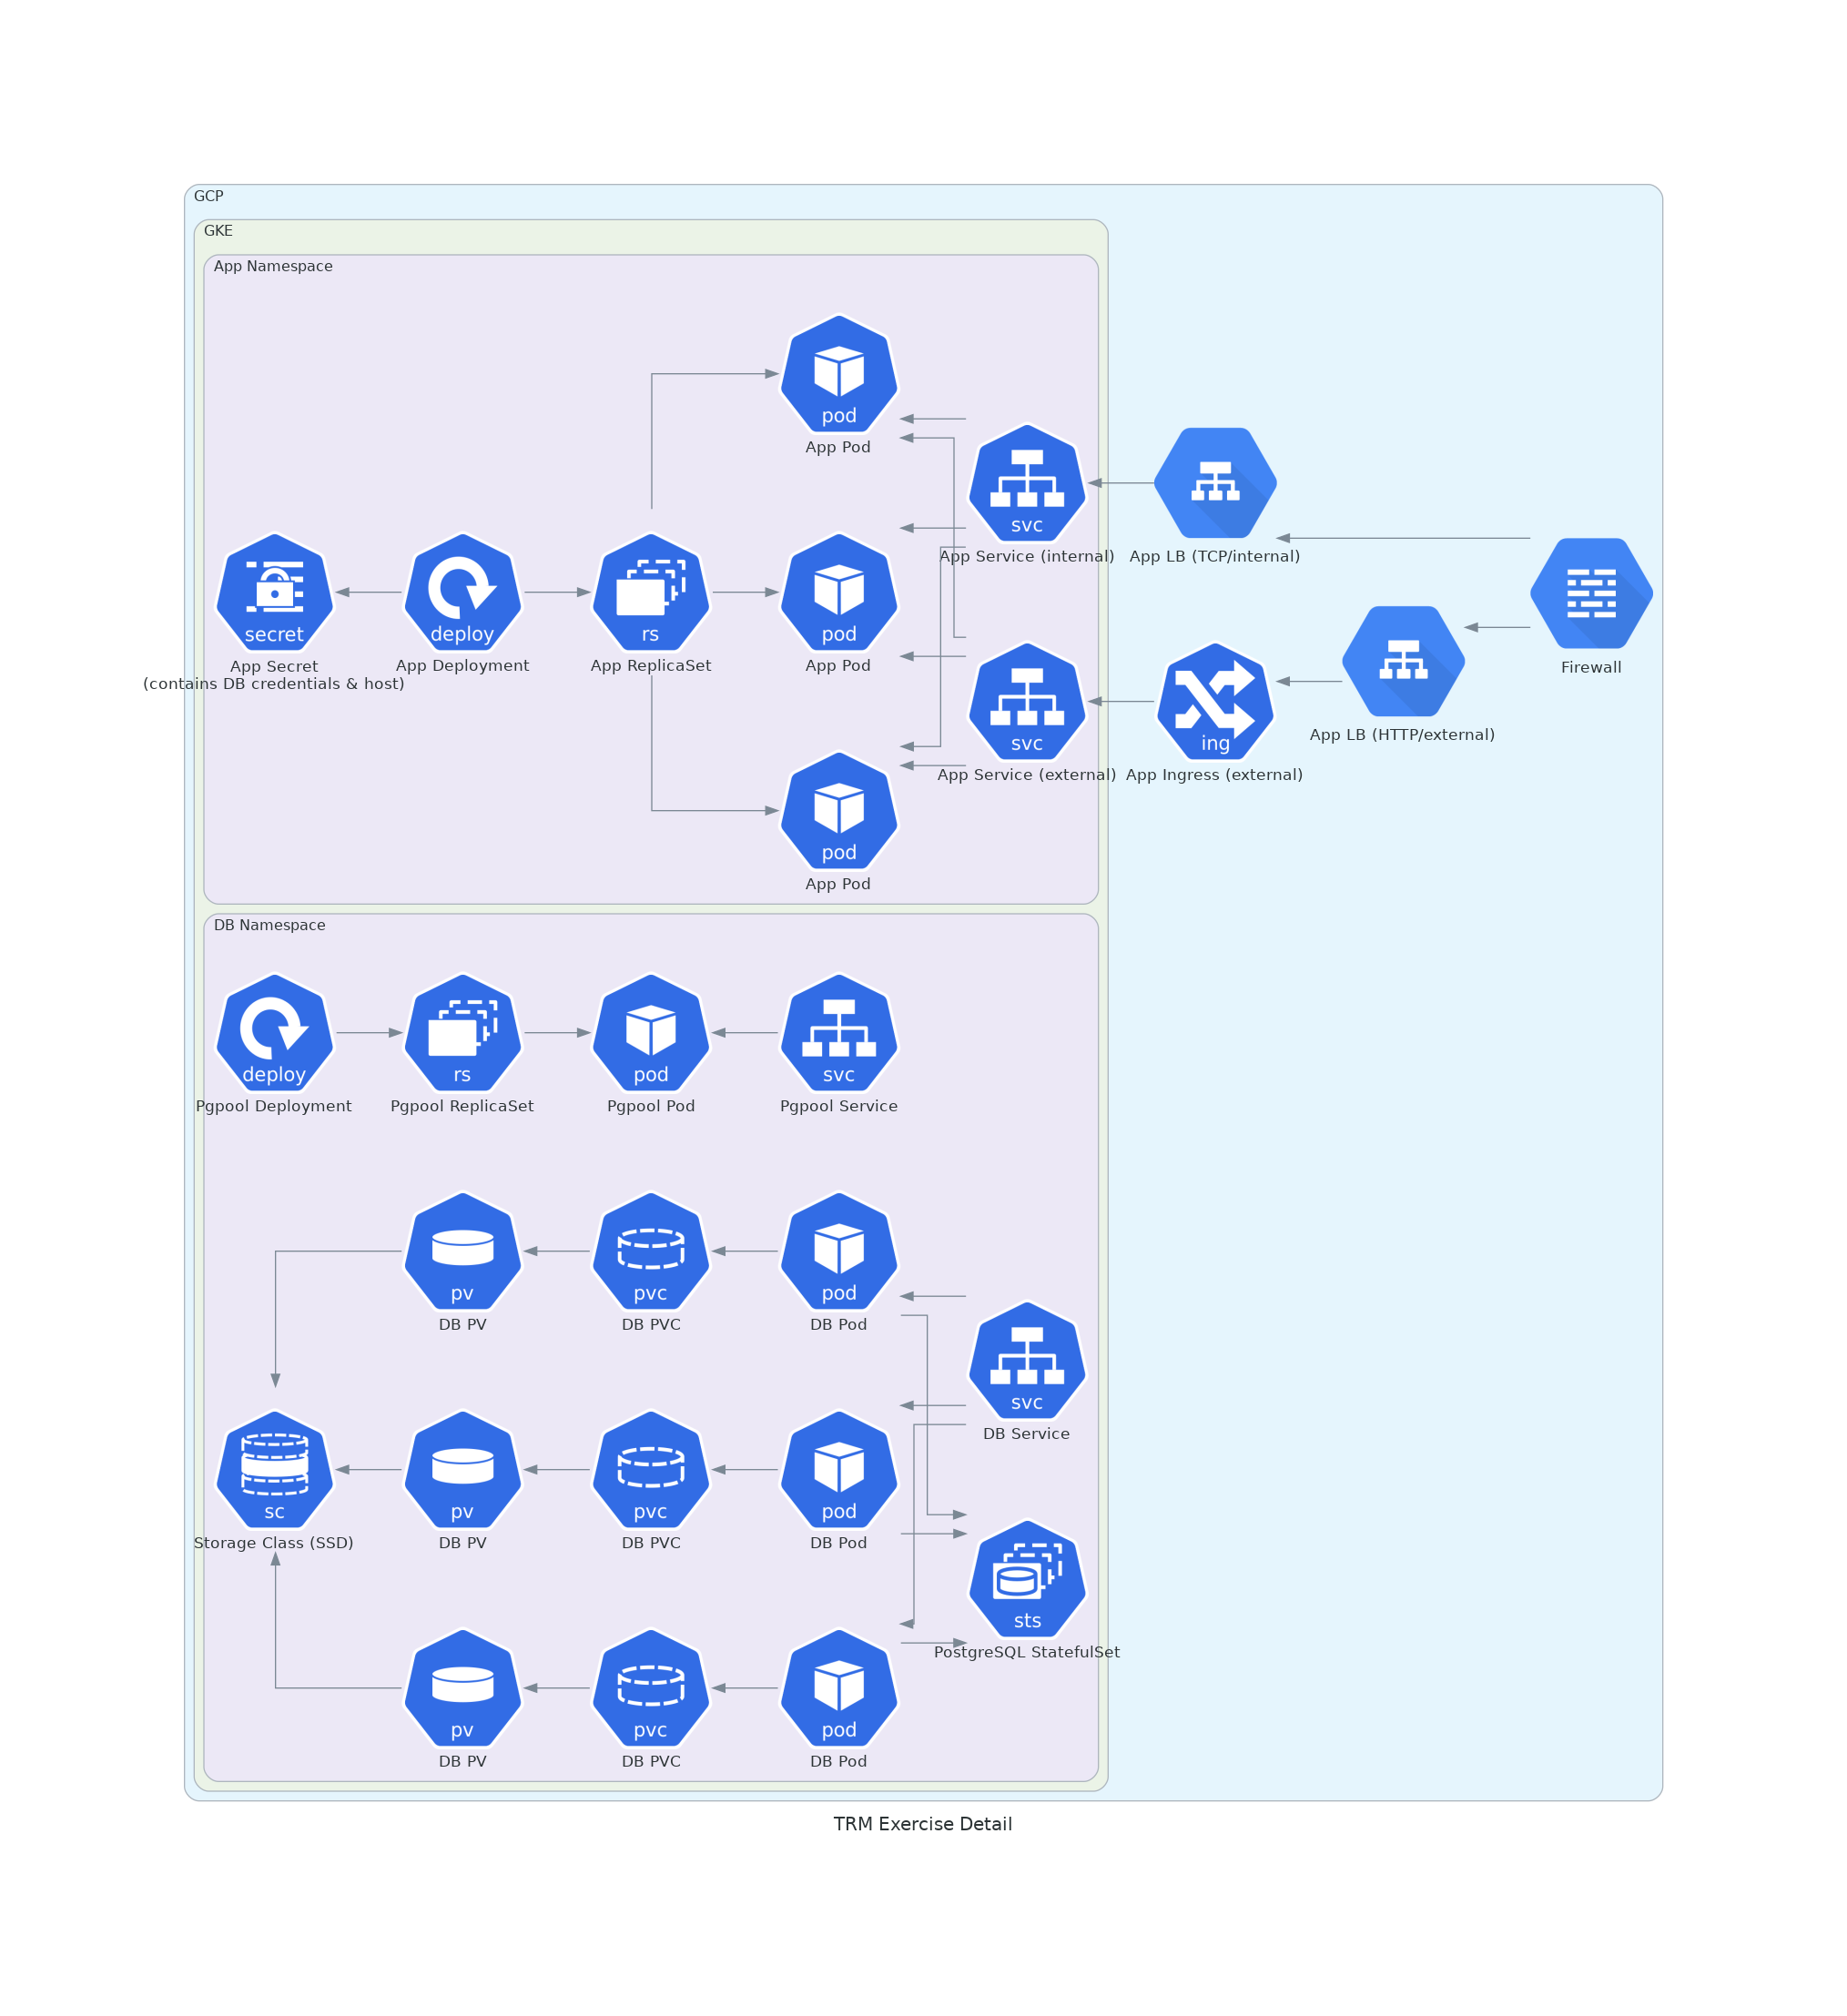 GCP
GKE
App Namespace
pod
App Pod
svc
App Service (internal)
App LB (TCP/internal)
secret
App Secret
(contains DB credentials & host)
deploy
App Deployment
rs
App ReplicaSet
pod
App Pod
Firewall
svc
App Service (external)
ing
App Ingress (external)
App LB (HTTP/external)
pod
App Pod
DB Namespace
deploy
Pgpool Deployment
rs
Pgpool ReplicaSet
pod
Pgpool Pod
svc
Pgpool Service
pv
DB PV
pvc
DB PVC
pod
DB Pod
svc
DB Service
sc
Storage Class (SSD)
pv
DB PV
pvc
DB PVC
pod
DB Pod
sts
PostgreSQL StatefulSet
pv
DB PV
pvc
DB PVC
pod
DB Pod
TRM Exercise Detail